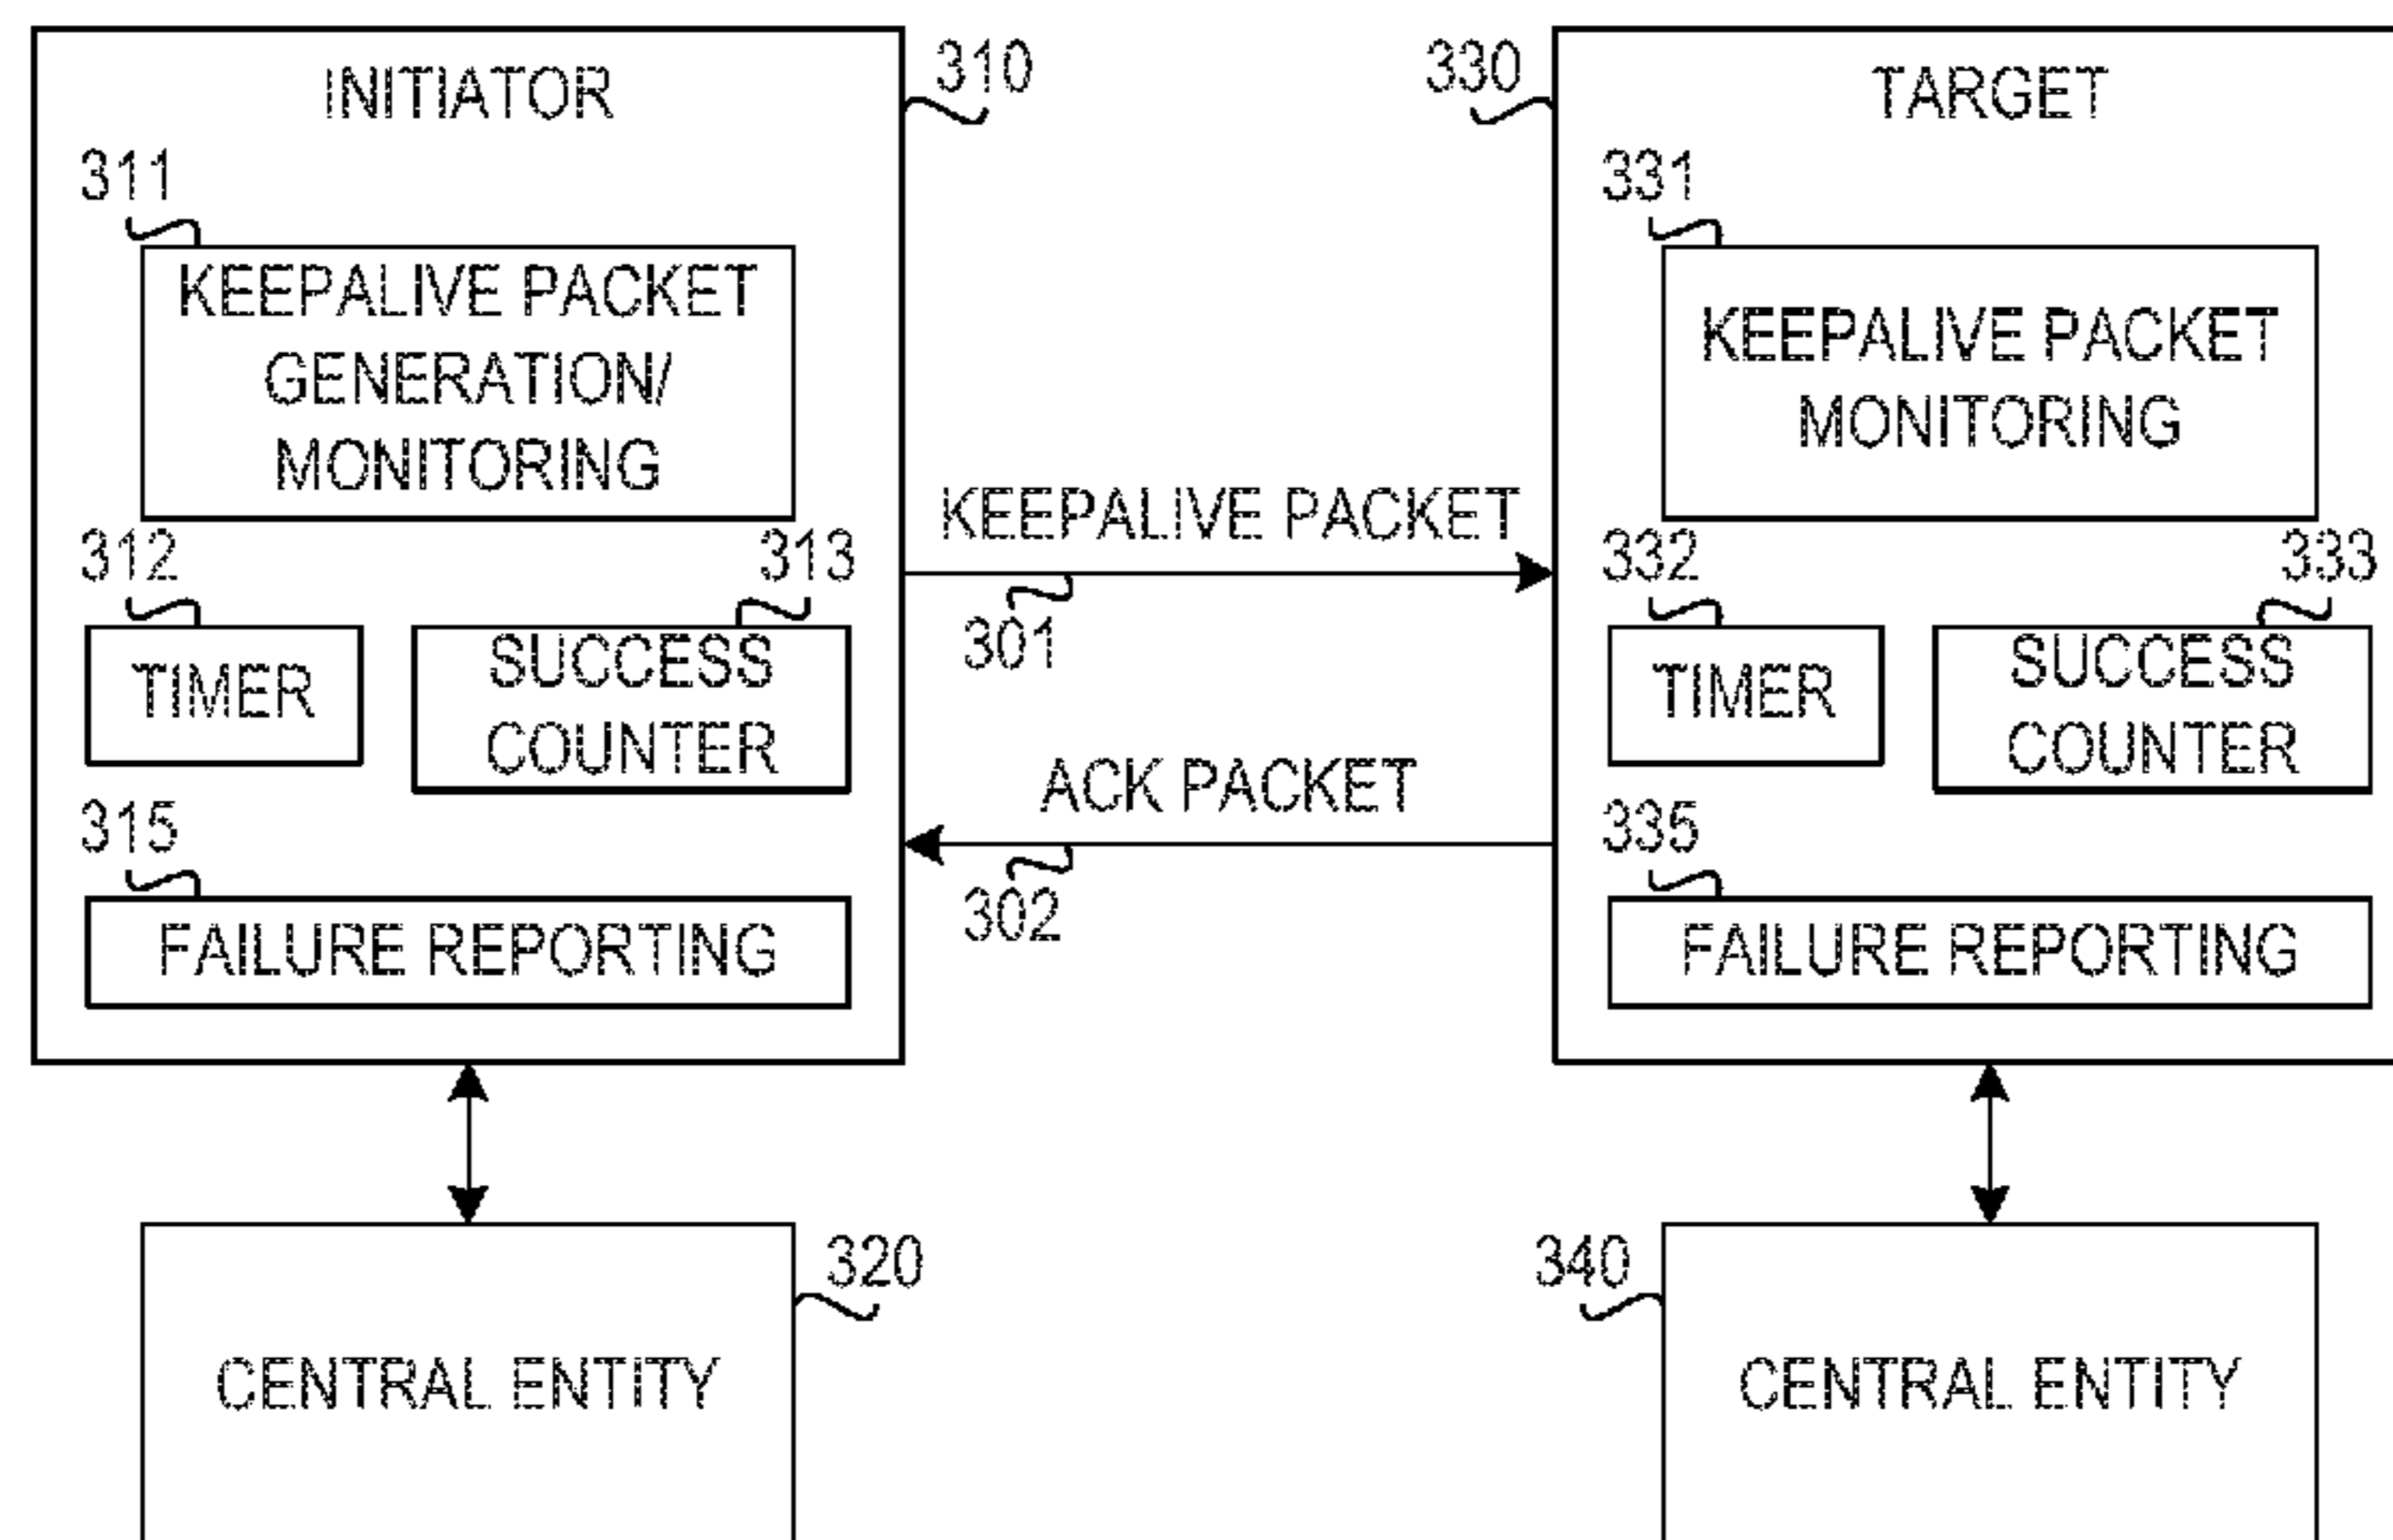 INITIATOR
310
311
KEEPALIVE PACKET
GENERATION/
MONITORING
312
TIMER
313
SUCCESS
COUNTER
315
FAILURE REPORTING
KEEPALIVE PACKET
301
ACK PACKET
302
330
TARGET
331
KEEPALIVE PACKET
MONITORING
332
TIMER
333
SUCCESS
COUNTER
335
FAILURE REPORTING
320
CENTRAL ENTITY
340
CENTRAL ENTITY